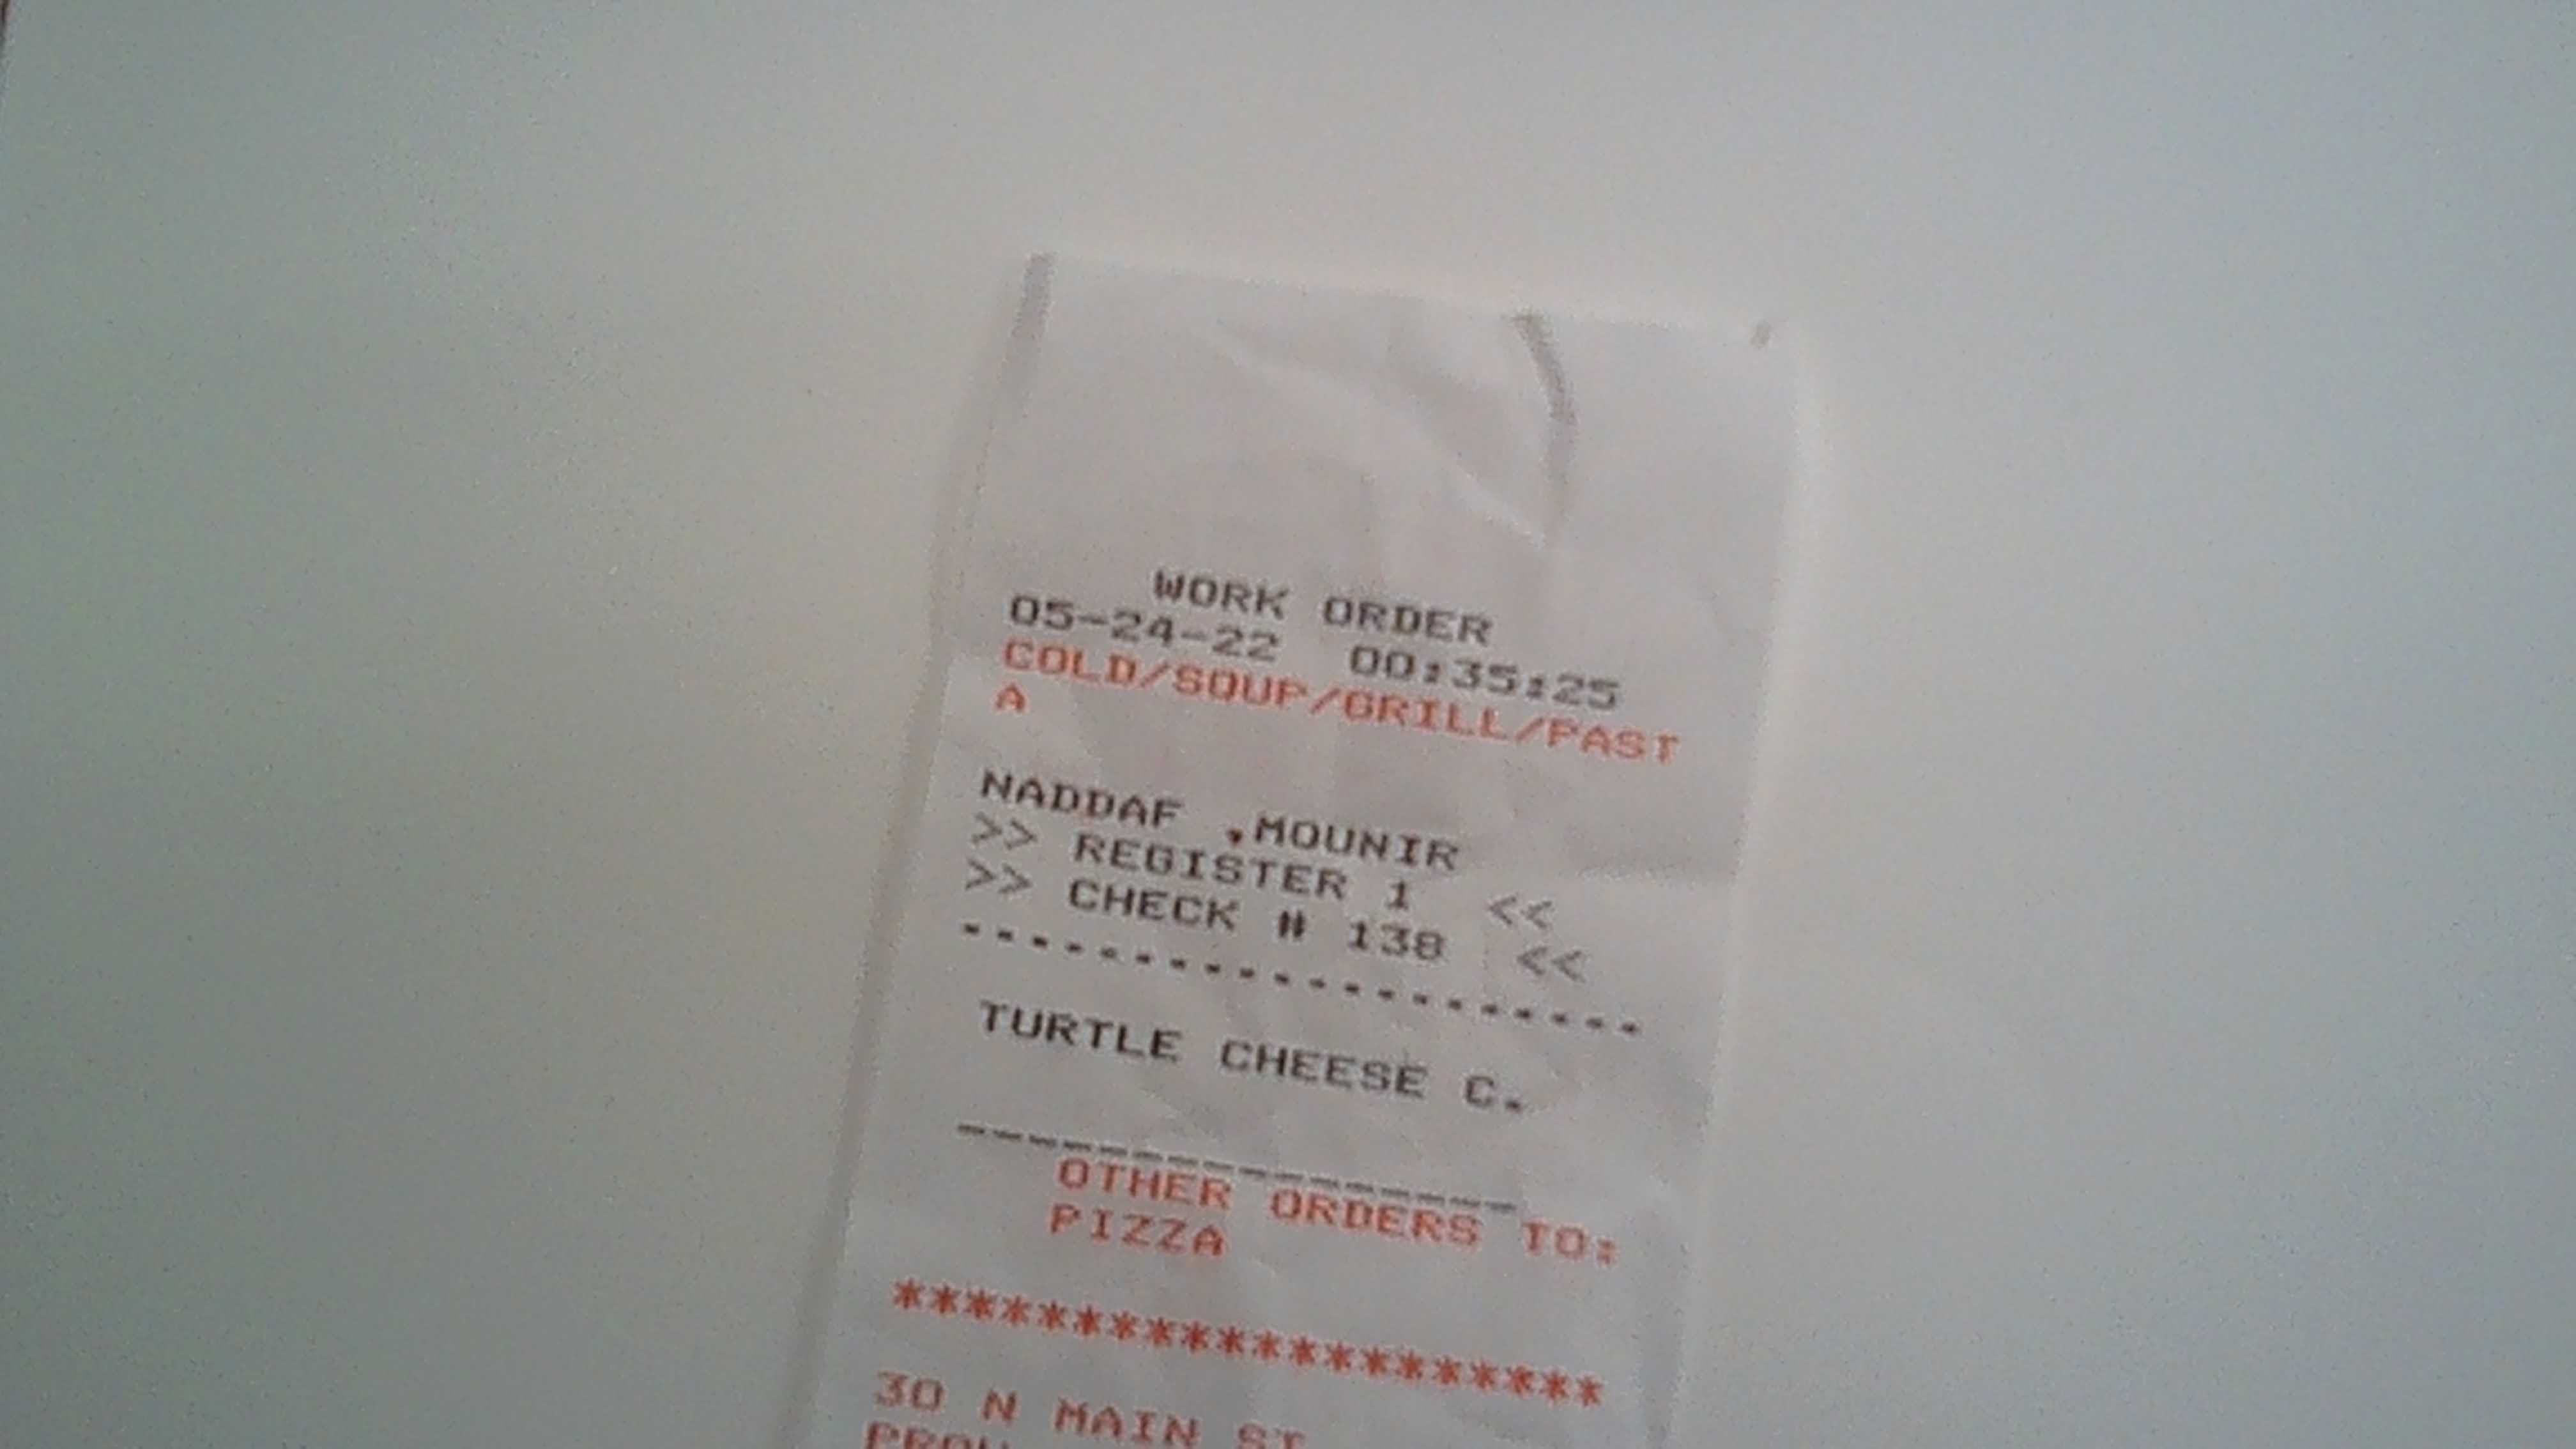 WORK ORDER
05-24-22 00:35:25
COLD/SOUP/GRILL/PAST
A
NADDAF ,MOUNIR
>> REGISTER 1 <<
>> CHECK # 138 <<
--------------------
TURTLE CHEESE C.
________________
OTHER ORDERS TO:
PIZZA
********************
30 N MAIN ST